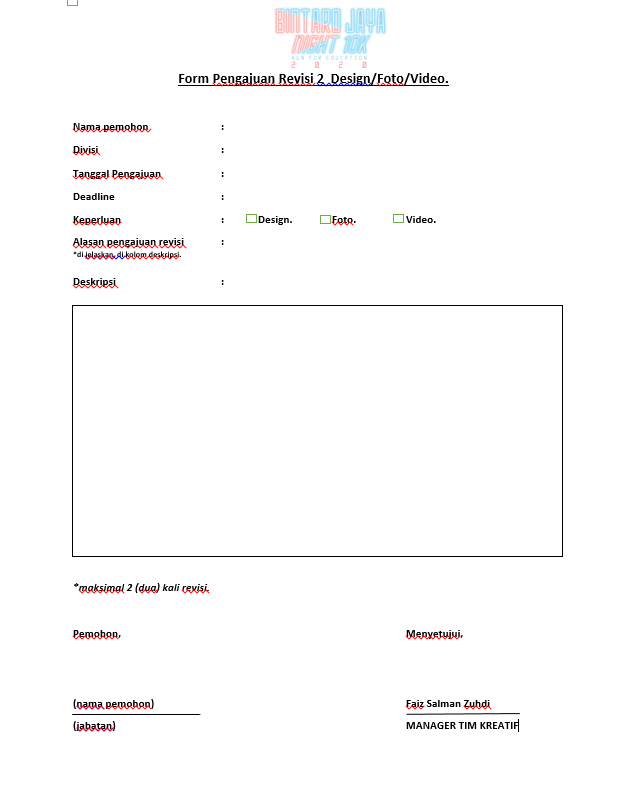 BINTARO JAYA
NIGHT 10K
RUN FOR EDUCATION
2 0 2 0
Form Pengajuan Revisi 2 Design/Foto/Video.
Nama pemohon :
Divisi :
Tanggal Pengajuan :
Deadline :
Keperluan : Design. Foto. Video.
Alasan pengajuan revisi :
*di jelaskan, di kolom deskripsi.
Deskripsi :
*maksimal 2 (dua) kali revisi.
Pemohon, Menyetujui,
(nama pemohon) Faiz Salman Zuhdi
(jabatan) MANAGER TIM KREATIF